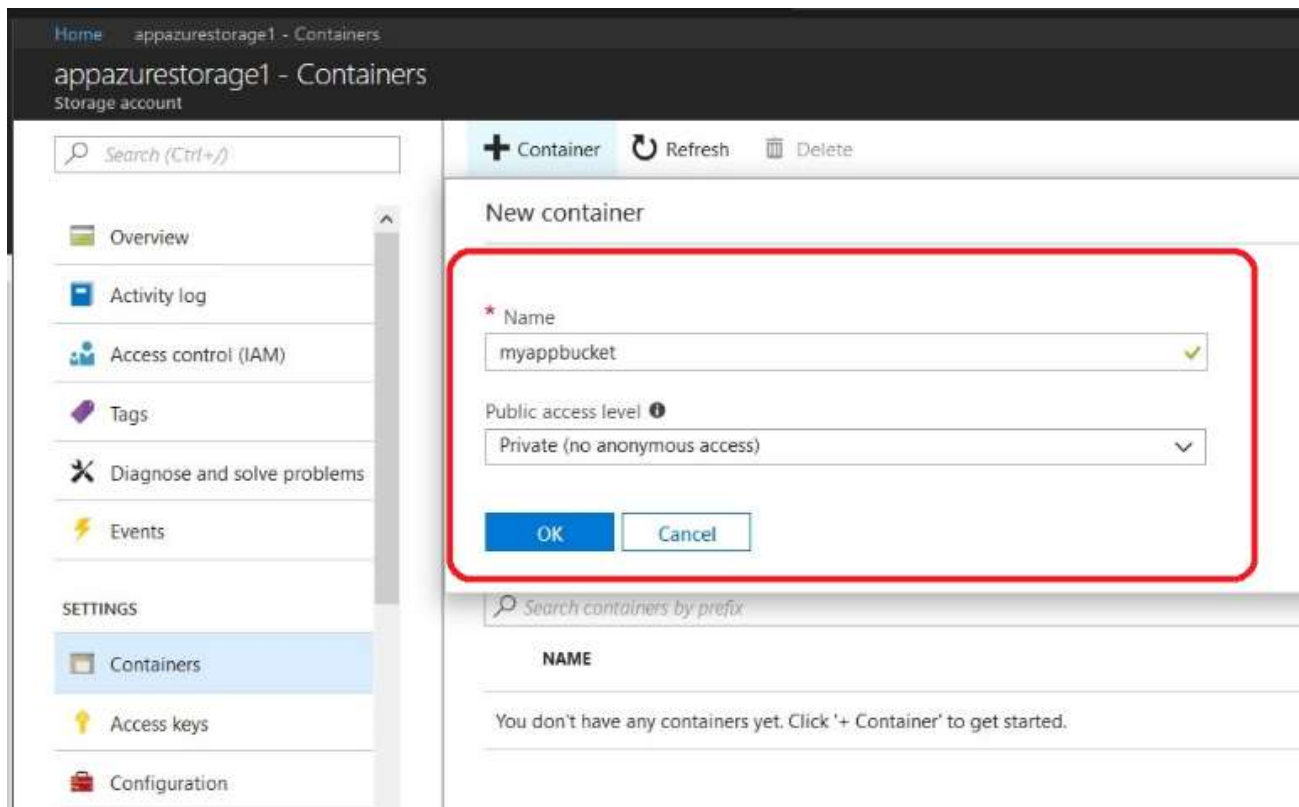 Home appazurestorage1 - Containers
appazurestorage1 - Containers
Storage account
Search (Ctrl+/)
Overview
Activity log
Access control (IAM)
Tags
Diagnose and solve problems
Events
SETTINGS
Containers
Access keys
Configuration
+ Container Refresh Delete
New container
* Name
myappbucket
Public access level
Private (no anonymous access)
OK Cancel
Search containers by prefix
NAME
You don't have any containers yet. Click '+ Container' to get started.